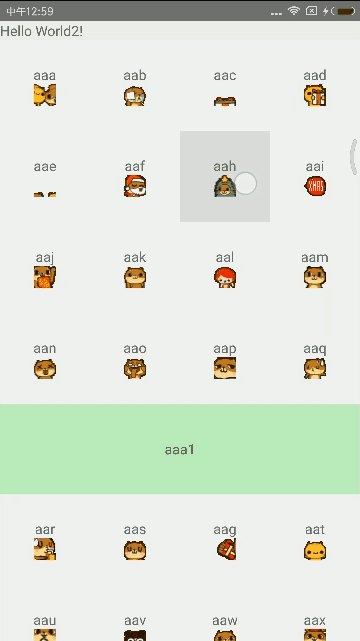 中午12:59
Hello World2!
aaa aab aac aad
aae aaf aah aai
XMAS
aaj aak aal aam
aan aao aap aaq
aaa1
aar aas aag aat
aau aav aaw aax